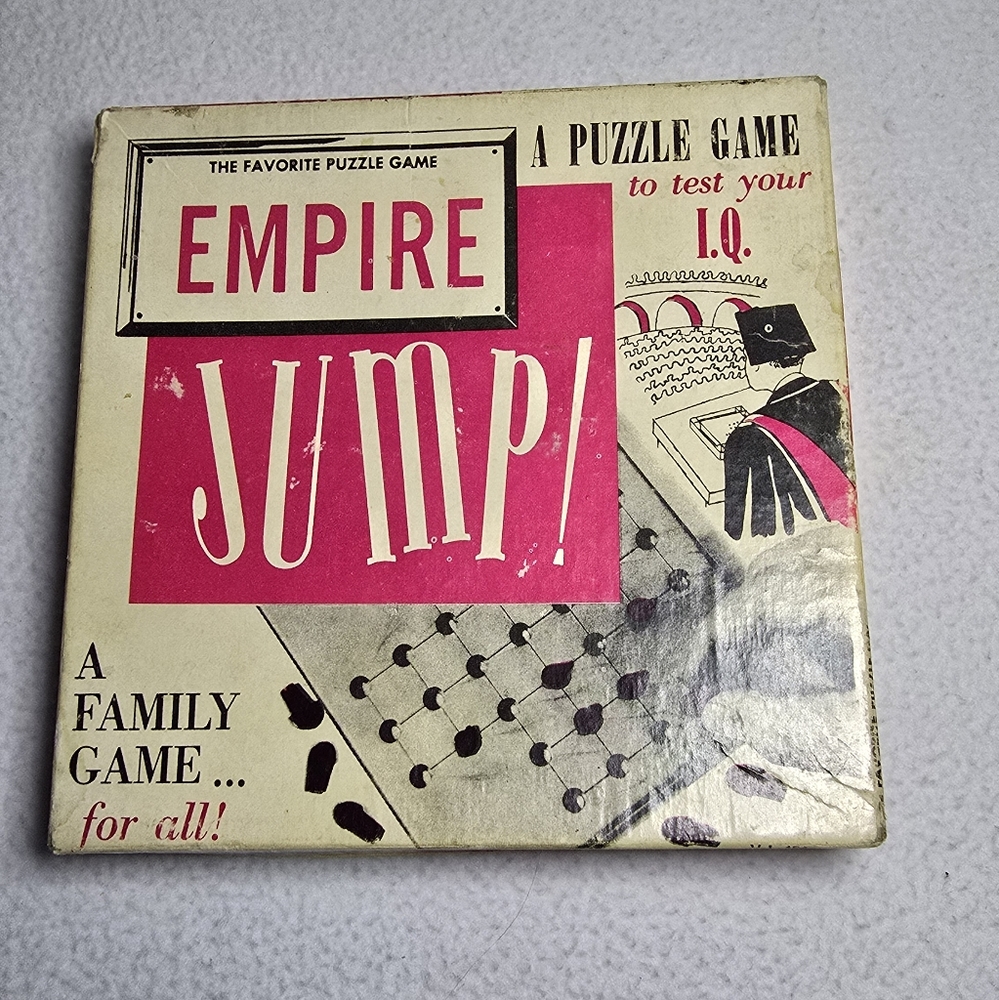 THE FAVORITE PUZZLE GAME
EMPIRE
JUMP!
A PUZZLE GAME
to test your
I.Q.
A
FAMILY
GAME ...
for all!